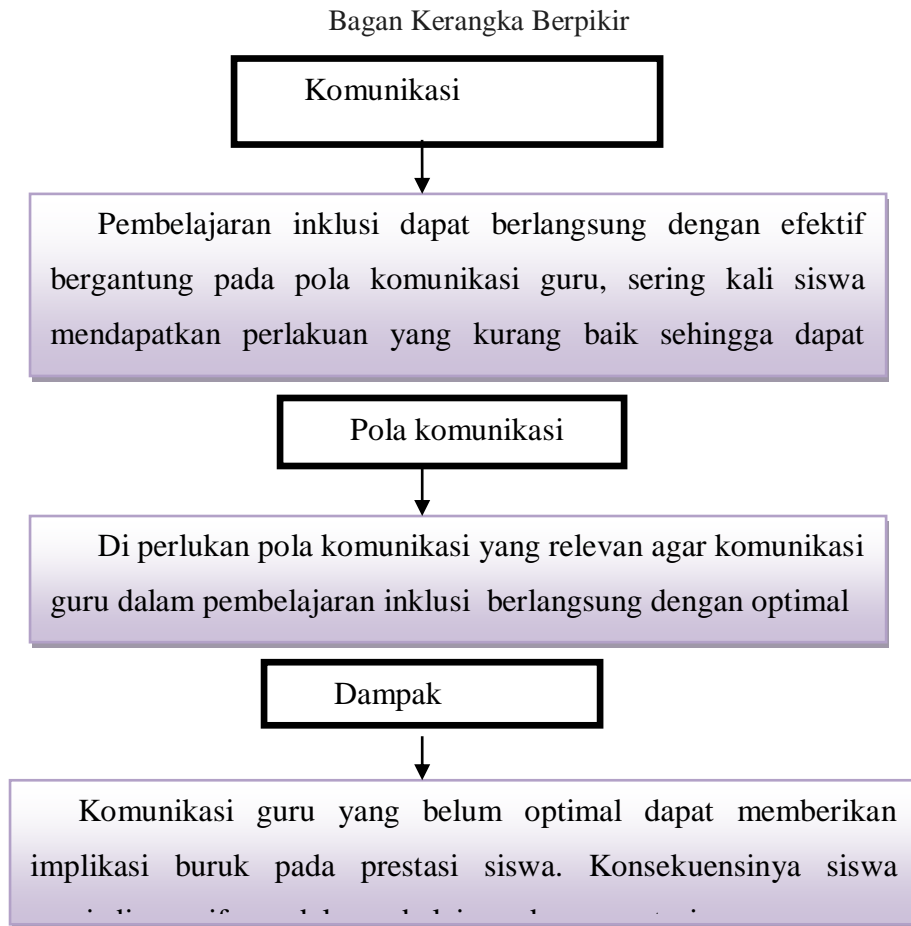 Bagan Kerangka Berpikir
Komunikasi
Pembelajaran inklusi dapat berlangsung dengan efektif
bergantung pada pola komunikasi guru, sering kali siswa
mendapatkan perlakuan yang kurang baik sehingga dapat
Pola komunikasi
Di perlukan pola komunikasi yang relevan agar komunikasi
guru dalam pembelajaran inklusi berlangsung dengan optimal
Dampak
Komunikasi guru yang belum optimal dapat memberikan
implikasi buruk pada prestasi siswa. Konsekuensinya siswa